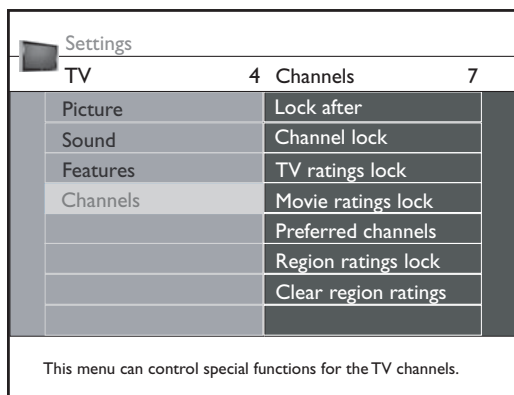 Settings
TV 4 Channels 7
Picture Lock after
Sound Channel lock
Features TV ratings lock
Channels Movie ratings lock
Preferred channels
Region ratings lock
Clear region ratings
This menu can control special functions for the TV channels.